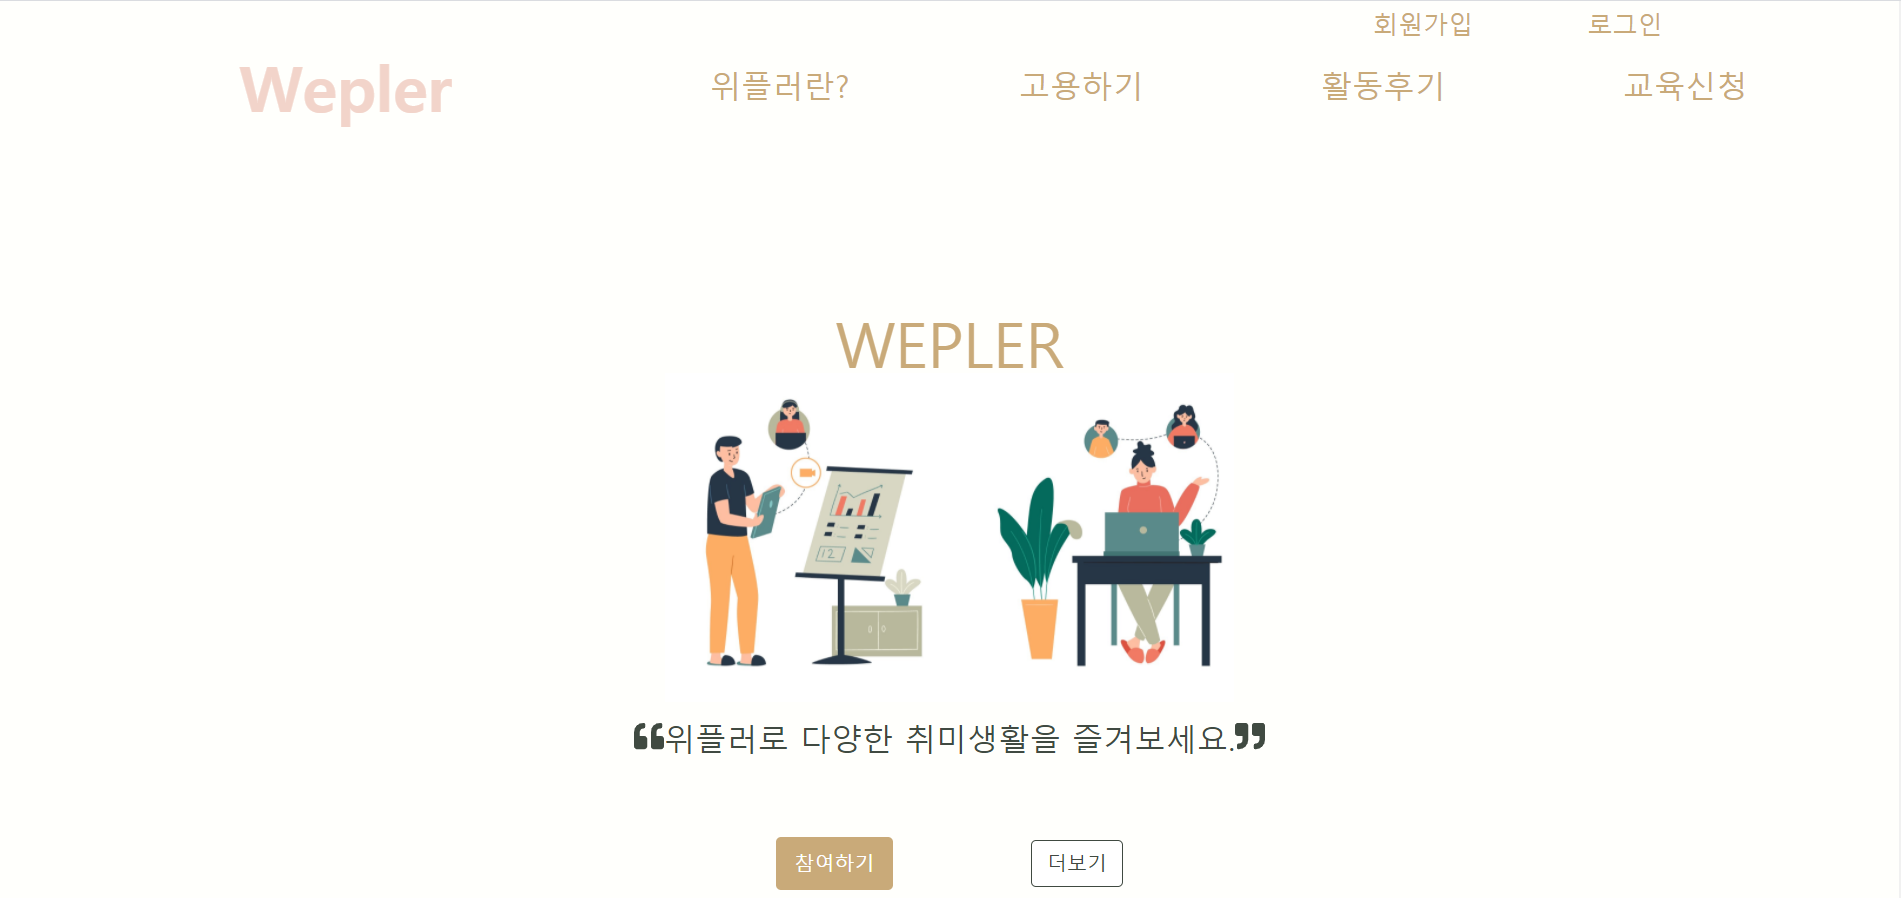 회원가입 로그인
Wepler 위플러란? 고용하기 활동후기 교육신청
WEPLER
12
❝위플러로 다양한 취미생활을 즐겨보세요.❞
참여하기 더보기